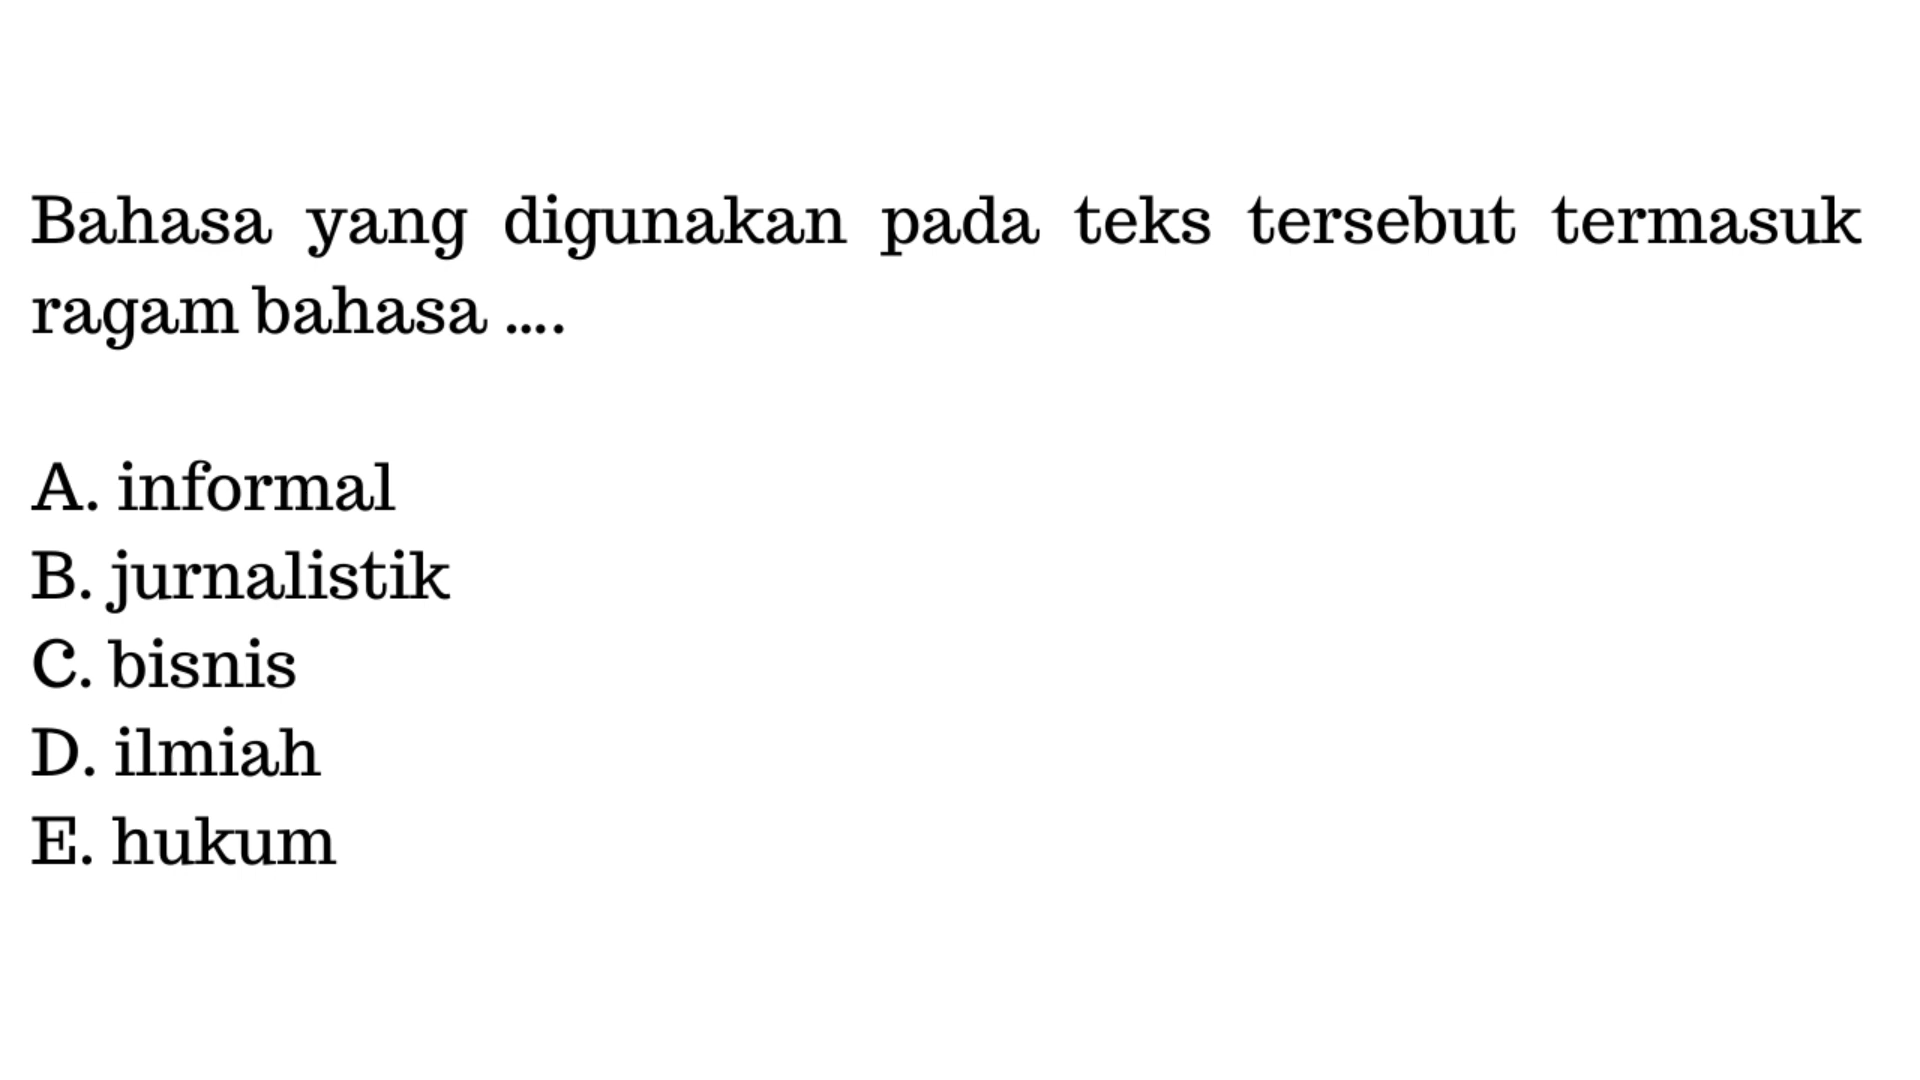 Bahasa yang digunakan pada teks tersebut termasuk
ragam bahasa ....
A. informal
B. jurnalistik
C. bisnis
D. ilmiah
E. hukum